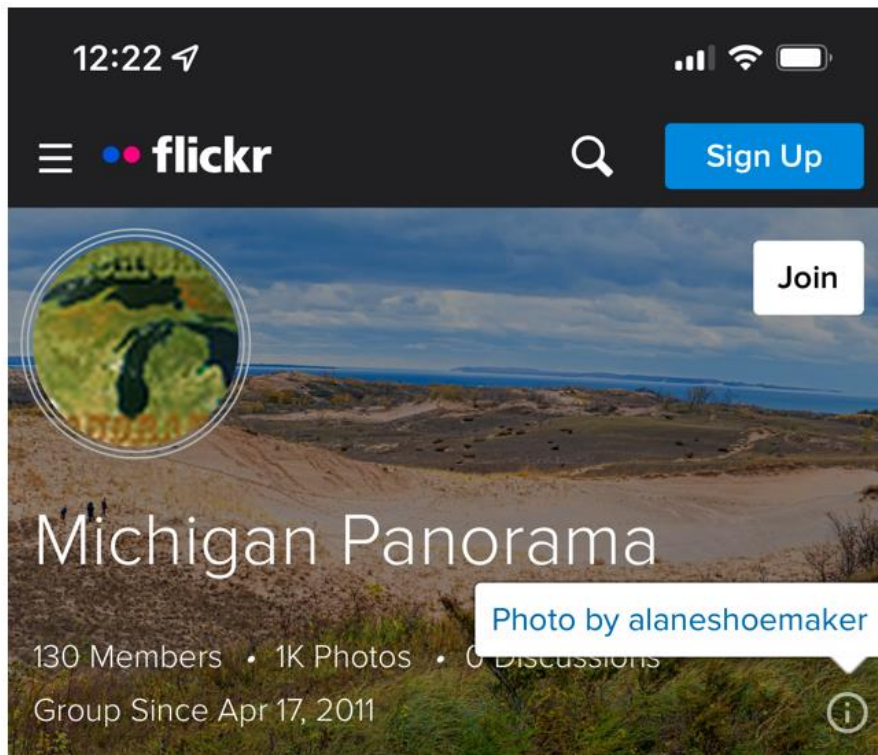 12:22
flickr
Sign Up
Join
Michigan Panorama
Photo by alaneshoemaker
130 Members • 1K Photos • 0 Discussions
Group Since Apr 17, 2011